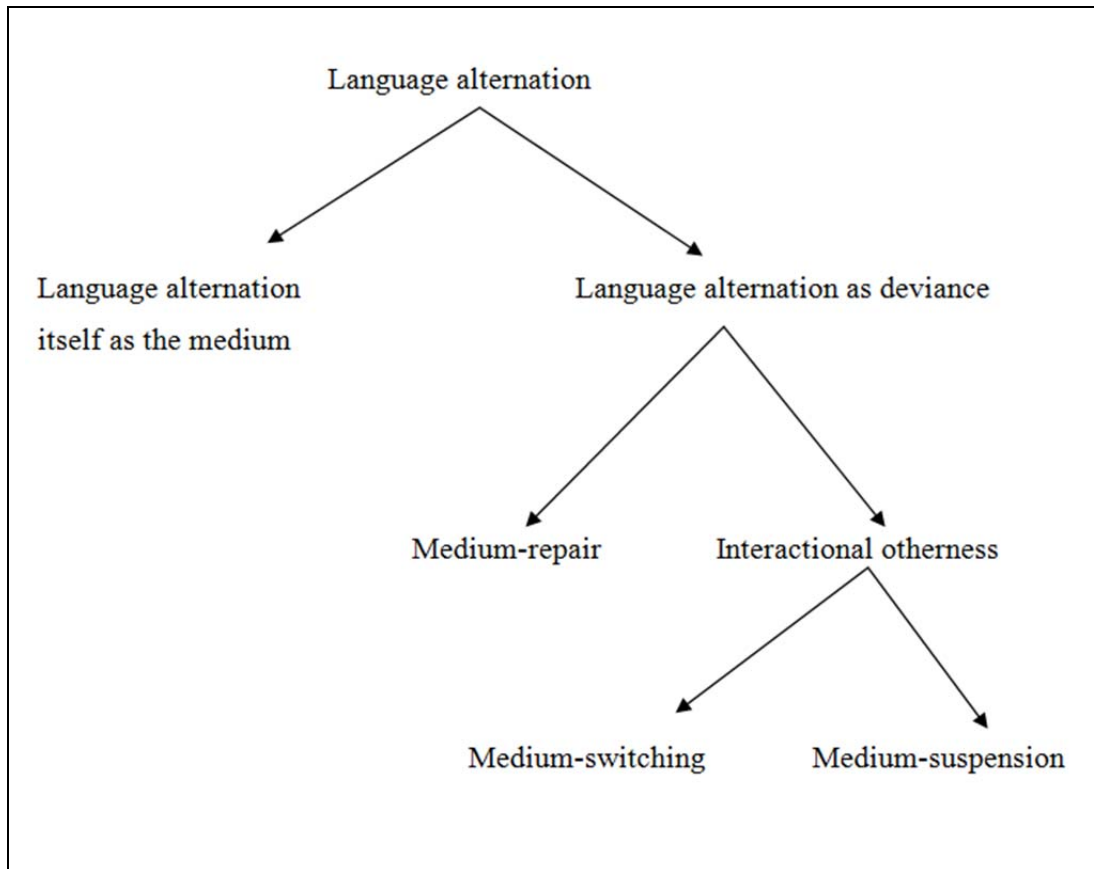 Language alternation
Language alternation
itself as the medium
Language alternation as deviance
Medium-repair
Interactional otherness
Medium-switching
Medium-suspension